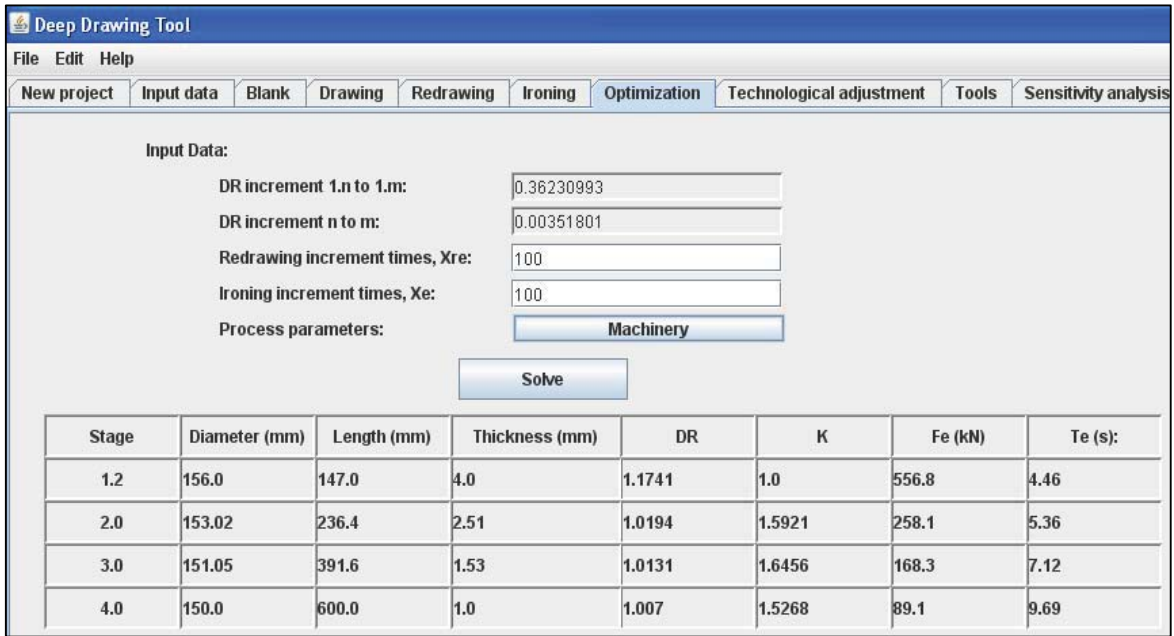 Deep Drawing Tool
File Edit Help
New project Input data Blank Drawing Redrawing Ironing Optimization Technological adjustment Tools Sensitivity analysis
Input Data:
DR increment 1.n to 1.m: 0.36230993
DR increment n to m: 0.00351801
Redrawing increment times, Xre: 100
Ironing increment times, Xe: 100
Process parameters: Machinery
Solve
Stage Diameter (mm) Length (mm) Thickness (mm) DR K Fe (kN) Te (s):
1.2 156.0 147.0 4.0 1.1741 1.0 556.8 4.46
2.0 153.02 236.4 2.51 1.0194 1.5921 258.1 5.36
3.0 151.05 391.6 1.53 1.0131 1.6456 168.3 7.12
4.0 150.0 600.0 1.0 1.007 1.5268 89.1 9.69